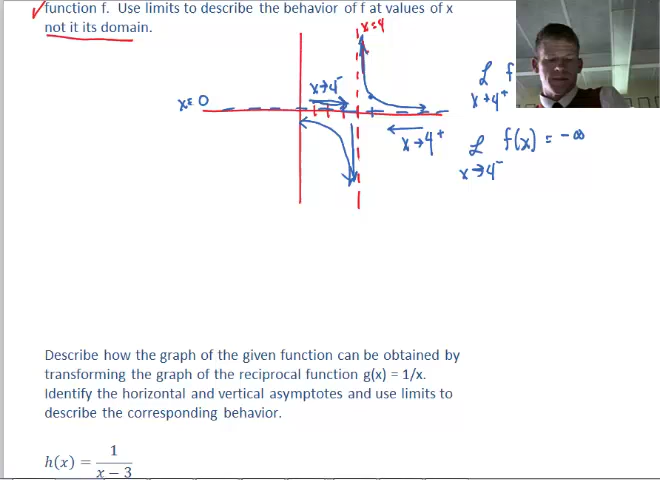 function f. Use limits to describe the behavior of f at values of x
not it its domain.
x=4
x→4⁻
x= 0
x→4⁺
ℒ f
x→4⁺
ℒ f(x) = -∞
x→4⁻
Describe how the graph of the given function can be obtained by
transforming the graph of the reciprocal function g(x) = 1/x.
Identify the horizontal and vertical asymptotes and use limits to
describe the corresponding behavior.
h(x) = 1
x − 3